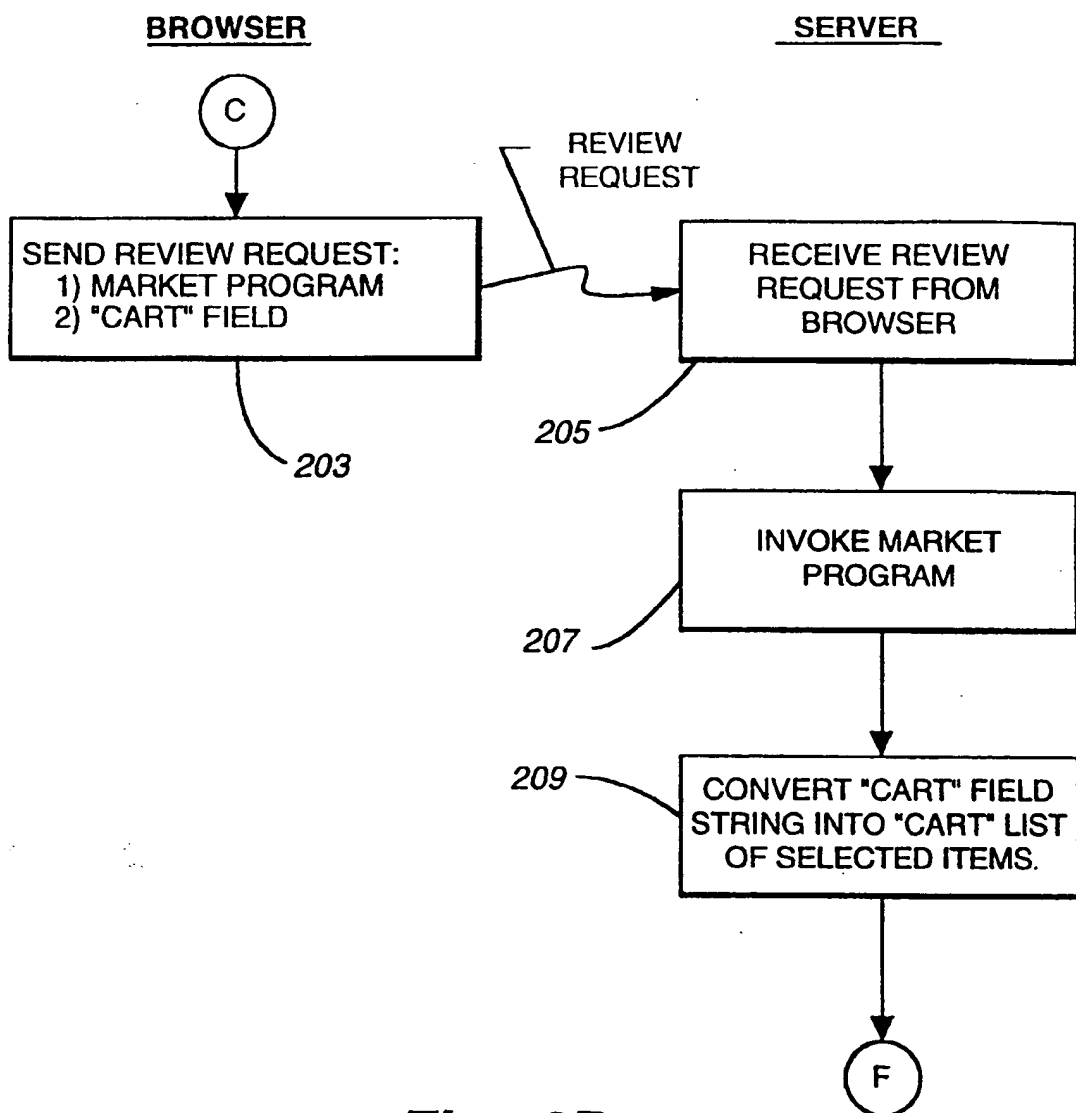 BROWSER
SERVER
C
REVIEW
REQUEST
SEND REVIEW REQUEST:
1) MARKET PROGRAM
2) "CART" FIELD
RECEIVE REVIEW
REQUEST FROM
BROWSER
203
205
INVOKE MARKET
PROGRAM
207
209
CONVERT "CART" FIELD
STRING INTO "CART" LIST
OF SELECTED ITEMS.
F